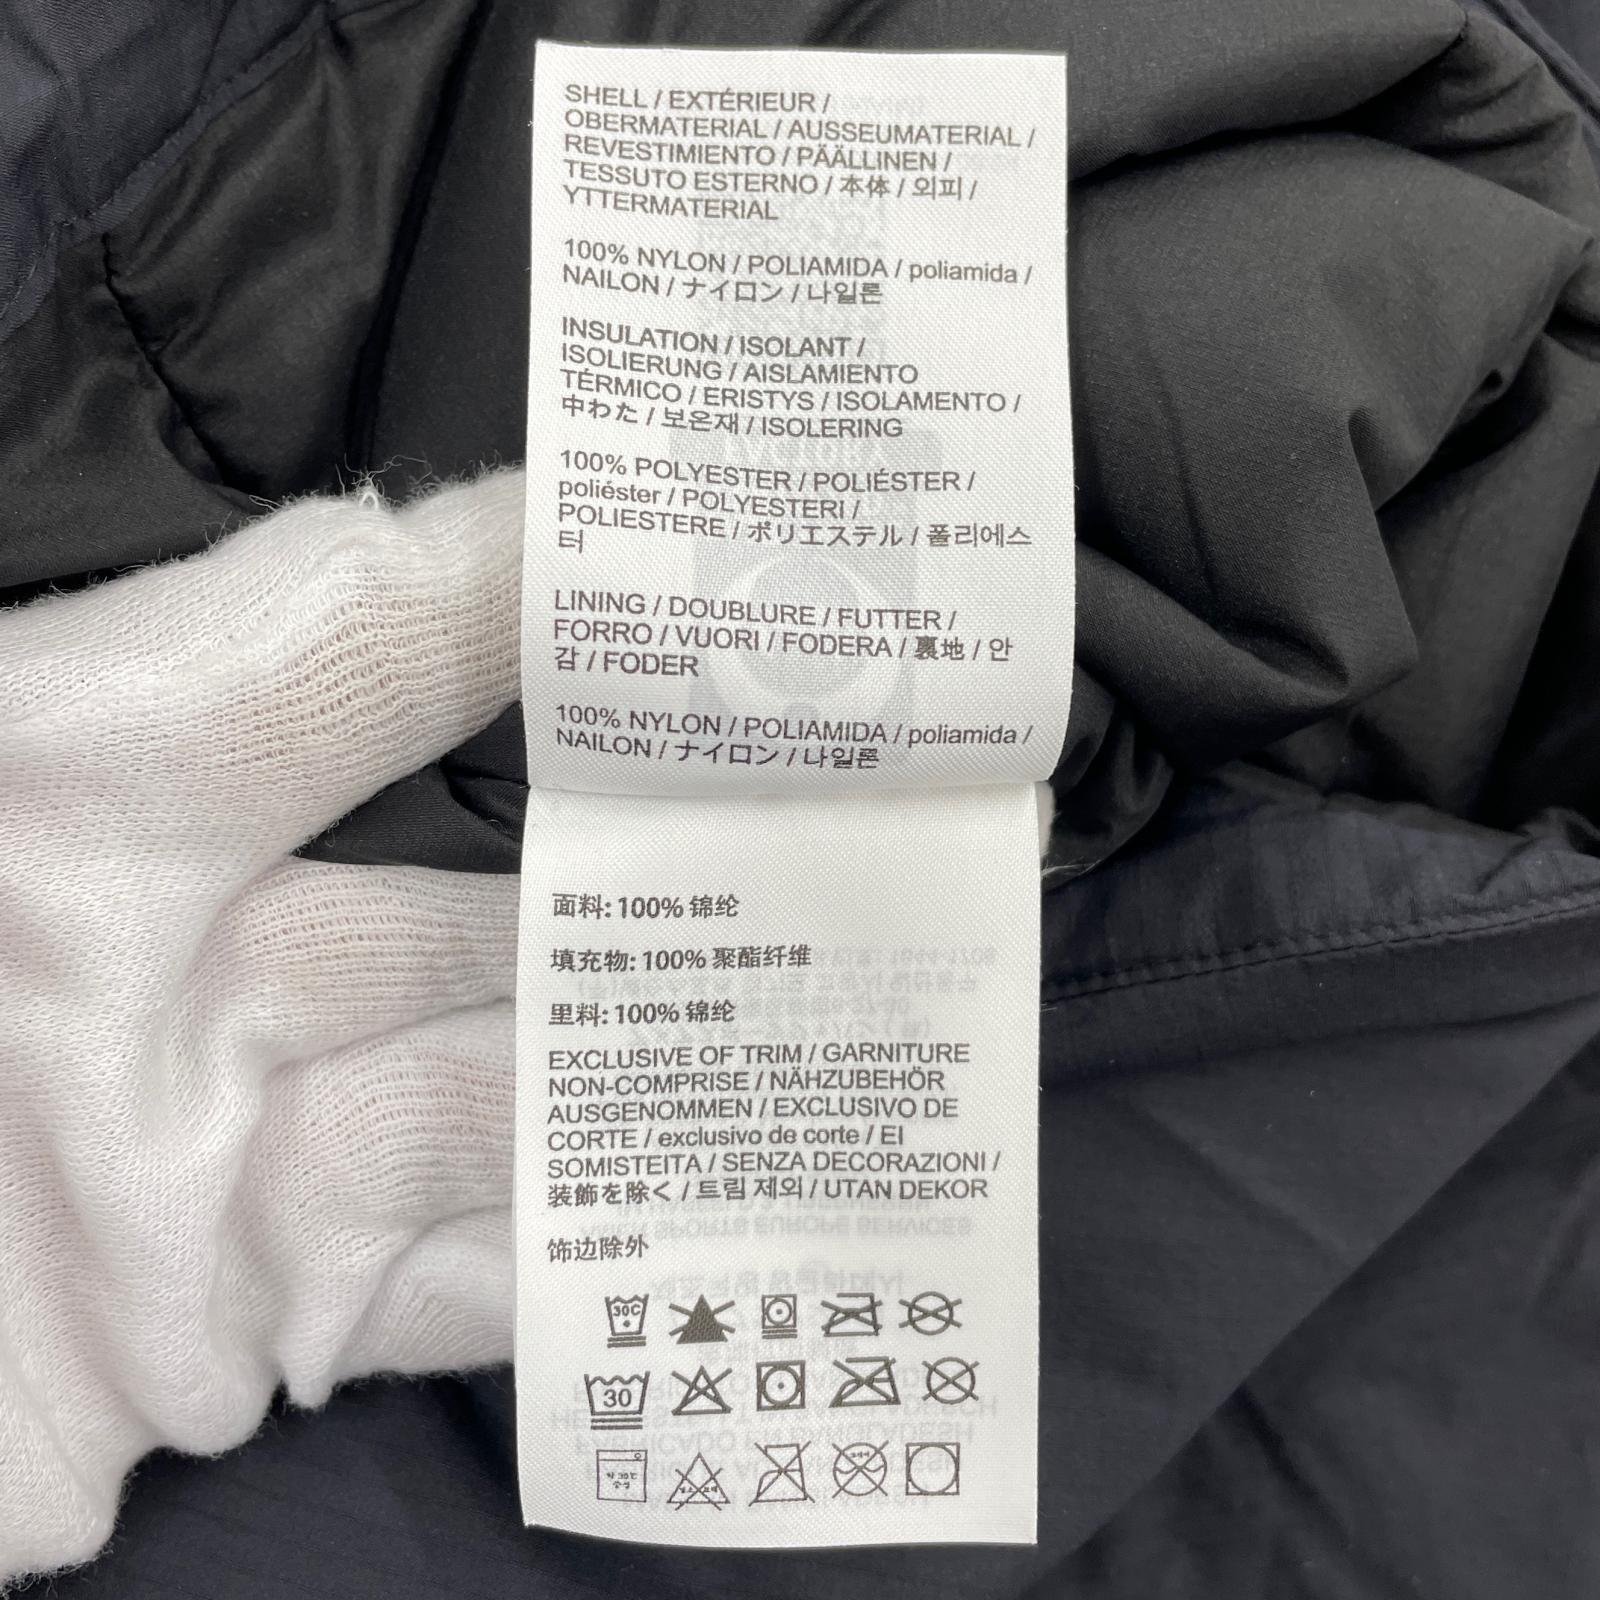 SHELL / EXTÉRIEUR /
OBERMATERIAL / AUSSEUMATERIAL /
REVESTIMIENTO / PÄÄLLINEN /
TESSUTO ESTERNO / 本体 / 외피 /
YTTERMATERIAL
100% NYLON / POLIAMIDA / poliamida /
NAILON / ナイロン / 나일론
INSULATION / ISOLANT /
ISOLIERUNG / AISLAMIENTO
TÉRMICO / ERISTYS / ISOLAMENTO /
中わた / 보온재 / ISOLERING
100% POLYESTER / POLIÉSTER /
poliéster / POLYESTERI /
POLIESTERE / ポリエステル / 폴리에스
터
LINING / DOUBLURE / FUTTER /
FORRO / VUORI / FODERA / 裏地 / 안
감 / FODER
100% NYLON / POLIAMIDA / poliamida /
NAILON / ナイロン / 나일론
面料: 100% 锦纶
填充物: 100% 聚酯纤维
里料: 100% 锦纶
EXCLUSIVE OF TRIM / GARNITURE
NON-COMPRISE / NÄHZUBEHÖR
AUSGENOMMEN / EXCLUSIVO DE
CORTE / exclusivo de corte / EI
SOMISTEITA / SENZA DECORAZIONI /
装飾を除く / 트림 제외 / UTAN DEKOR
饰边除外
30C
30